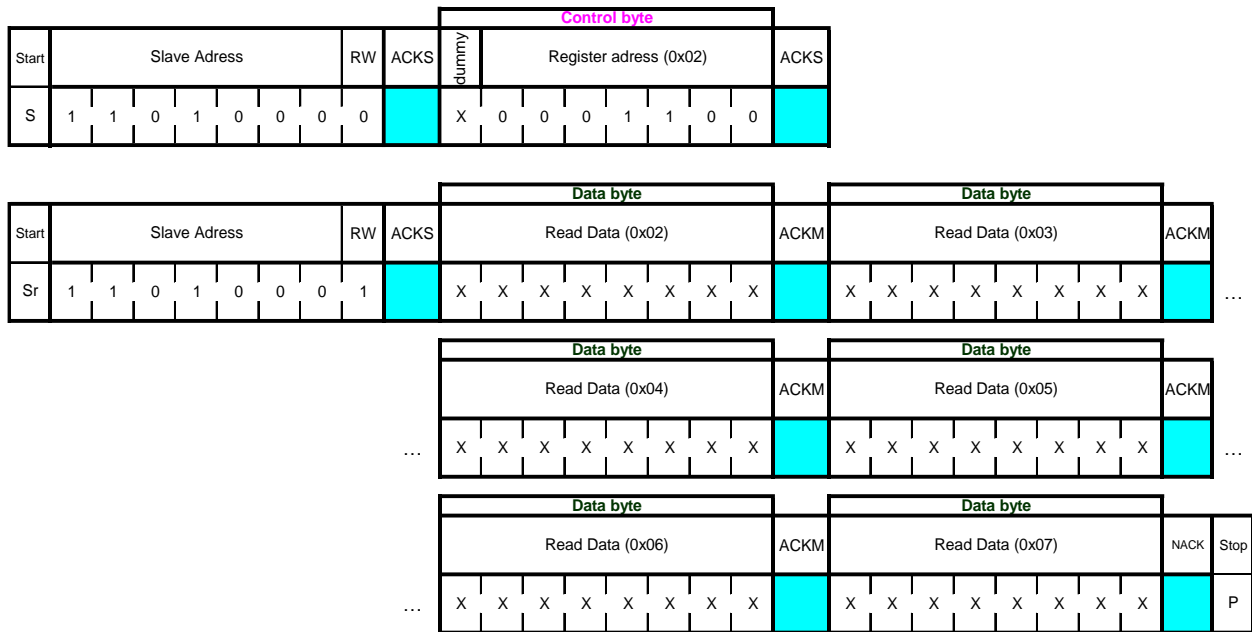 Control byte
Start Slave Adress RW ACKS dummy Register adress (0x02) ACKS
S 1 1 0 1 0 0 0 0 X 0 0 0 1 1 0 0
Data byte Data byte
Start Slave Adress RW ACKS Read Data (0x02) ACKM Read Data (0x03) ACKM
Sr 1 1 0 1 0 0 0 1 X X X X X X X X X X X X X X X X …
Data byte Data byte
Read Data (0x04) ACKM Read Data (0x05) ACKM
… X X X X X X X X X X X X X X X X …
Data byte Data byte
Read Data (0x06) ACKM Read Data (0x07) NACK Stop
… X X X X X X X X X X X X X X X X P